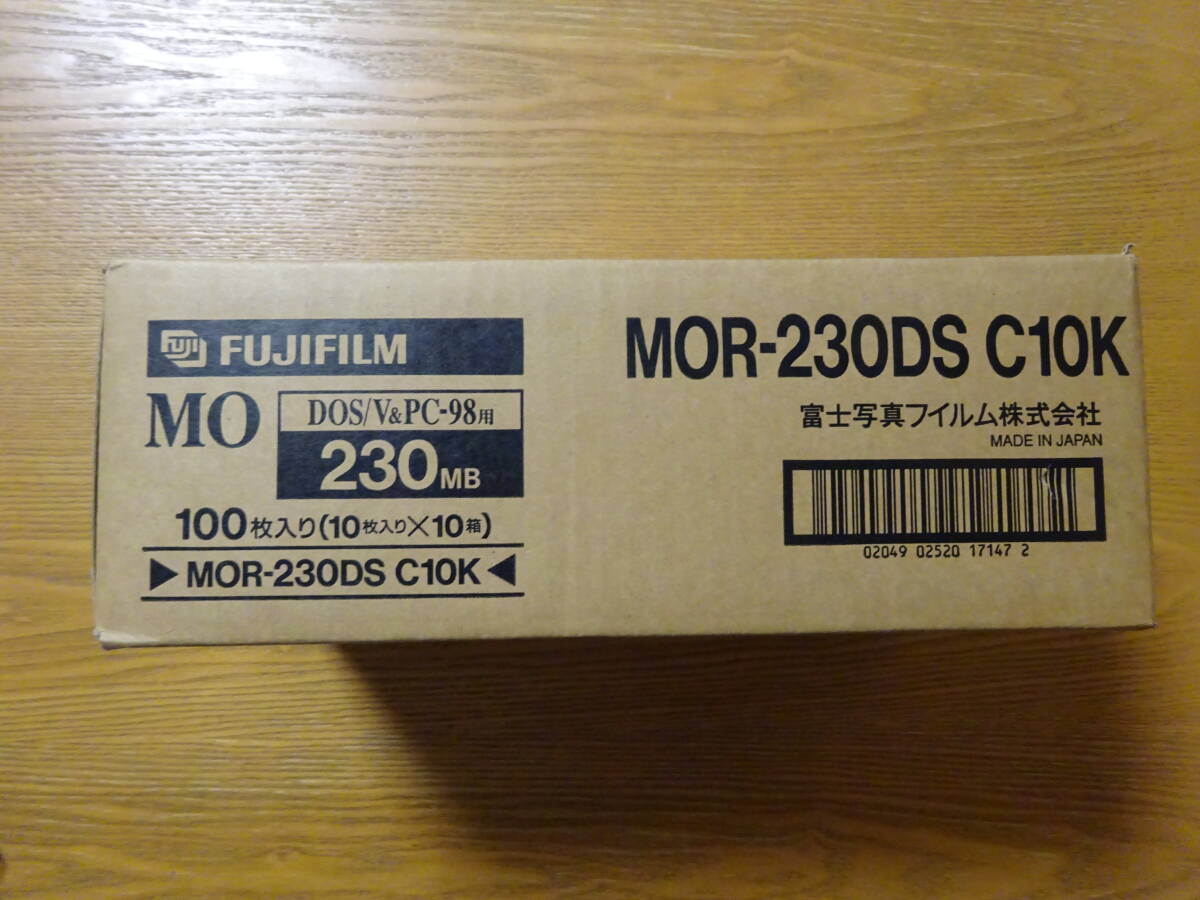 FUJI FUJIFILM
MO
DOS/V&PC-98用
230MB
100枚入り(10枚入り×10箱)
▶MOR-230DS C10K◀
MOR-230DS C10K
富士写真フイルム株式会社
MADE IN JAPAN
02049 02520 17147 2